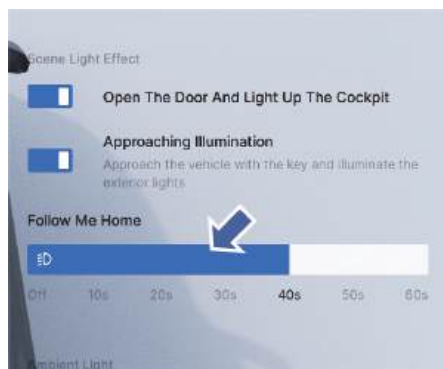 Scene Light Effect
Open The Door And Light Up The Cockpit
Approaching Illumination
Approach the vehicle with the key and illuminate the
exterior lights
Follow Me Home
Off 10s 20s 30s 40s 50s 60s
Ambient Light